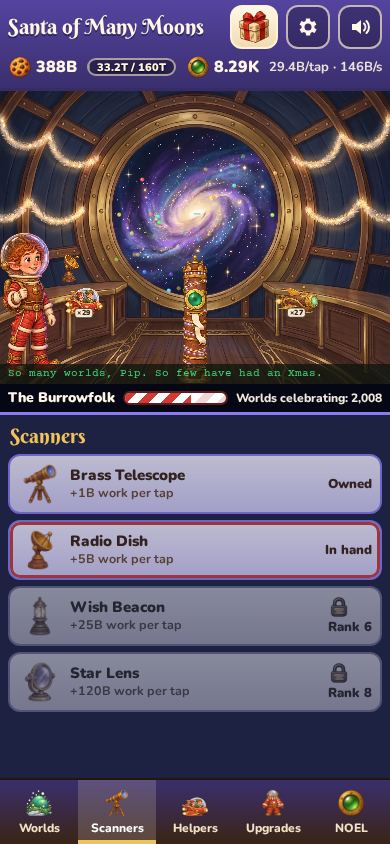 Santa of Many Moons
388B 33.2T / 160T 8.29K 29.4B/tap · 146B/s
×29
×27
So many worlds, Pip. So few have had an Xmas.
The Burrowfolk Worlds celebrating: 2,008
Scanners
Brass Telescope
+1B work per tap
Owned
Radio Dish
+5B work per tap
In hand
Wish Beacon
+25B work per tap
Rank 6
Star Lens
+120B work per tap
Rank 8
Worlds Scanners Helpers Upgrades NOEL